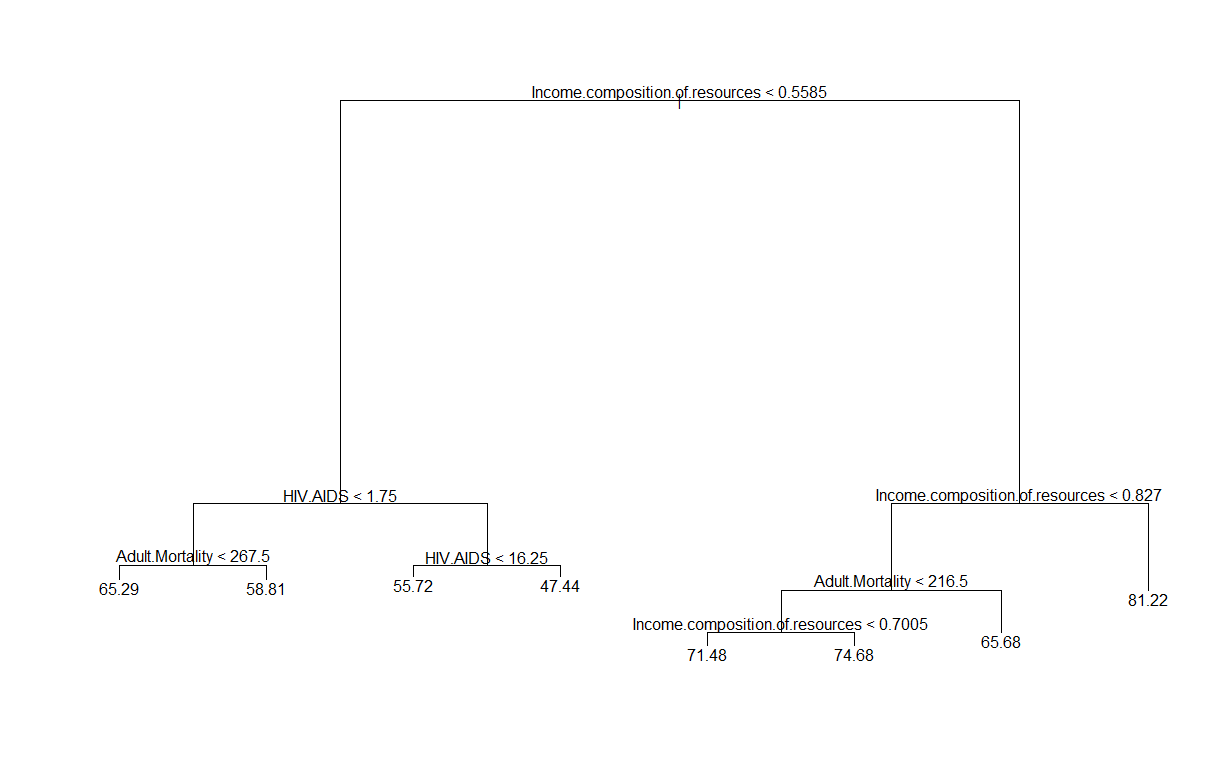 Income.composition.of.resources < 0.5585
HIV.AIDS < 1.75
Income.composition.of.resources < 0.827
Adult.Mortality < 267.5
HIV.AIDS < 16.25
65.29
58.81
55.72
47.44
Adult.Mortality < 216.5
81.22
Income.composition.of.resources < 0.7005
65.68
71.48
74.68